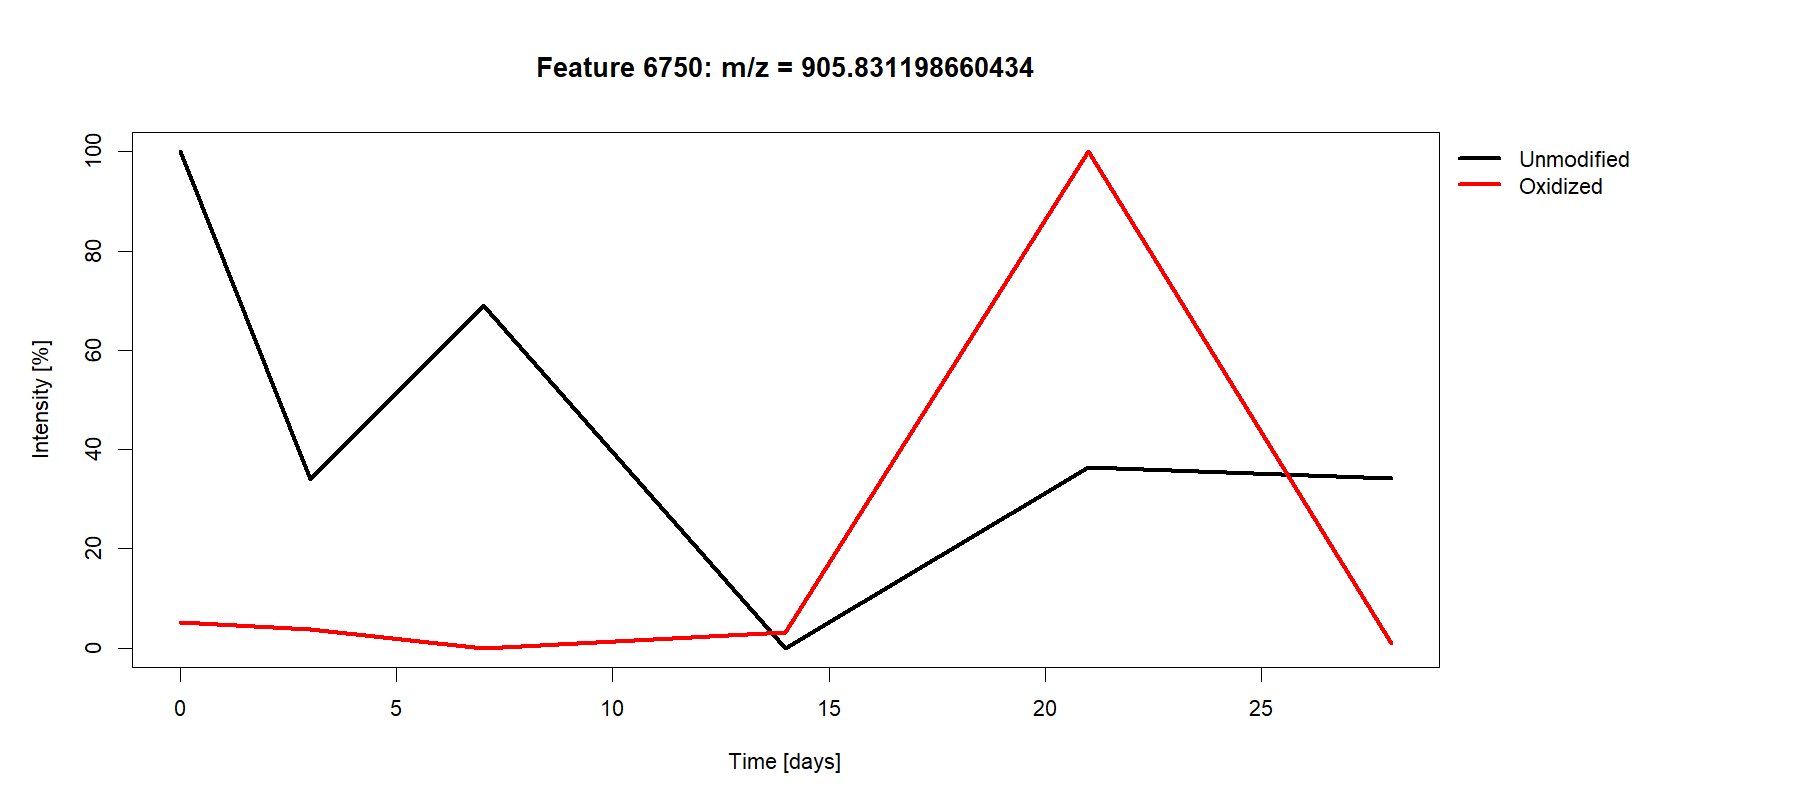 Feature 6750: m/z = 905.831198660434
100
80
60
40
20
0
Intensity [%]
0 5 10 15 20 25
Time [days]
Unmodified
Oxidized